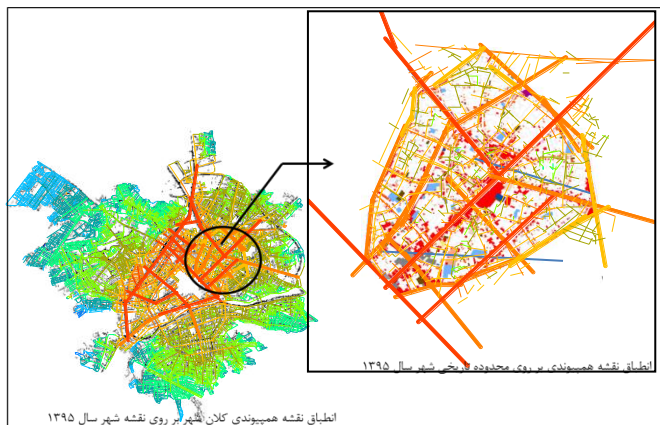 انطباق نقشه همپیوندی بر روی محدوده تاریخی شهر سال ۱۳۹۵
انطباق نقشه همپیوندی کلان شهر بر روی نقشه شهر سال ۱۳۹۵